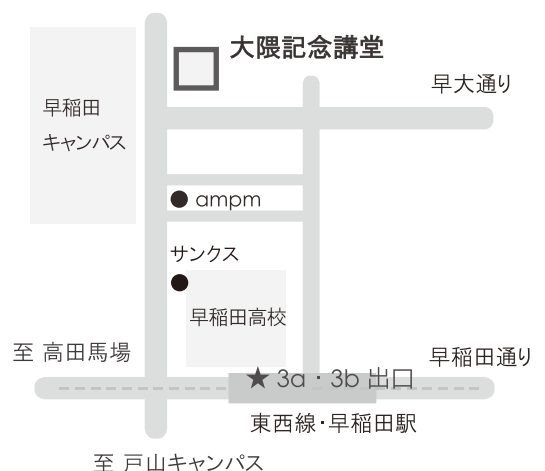 大隈記念講堂
早大通り
早稲田
キャンパス
ampm
サンクス
早稲田高校
至 高田馬場
早稲田通り
★ 3a・3b 出口
東西線・早稲田駅
至 戸山キャンパス